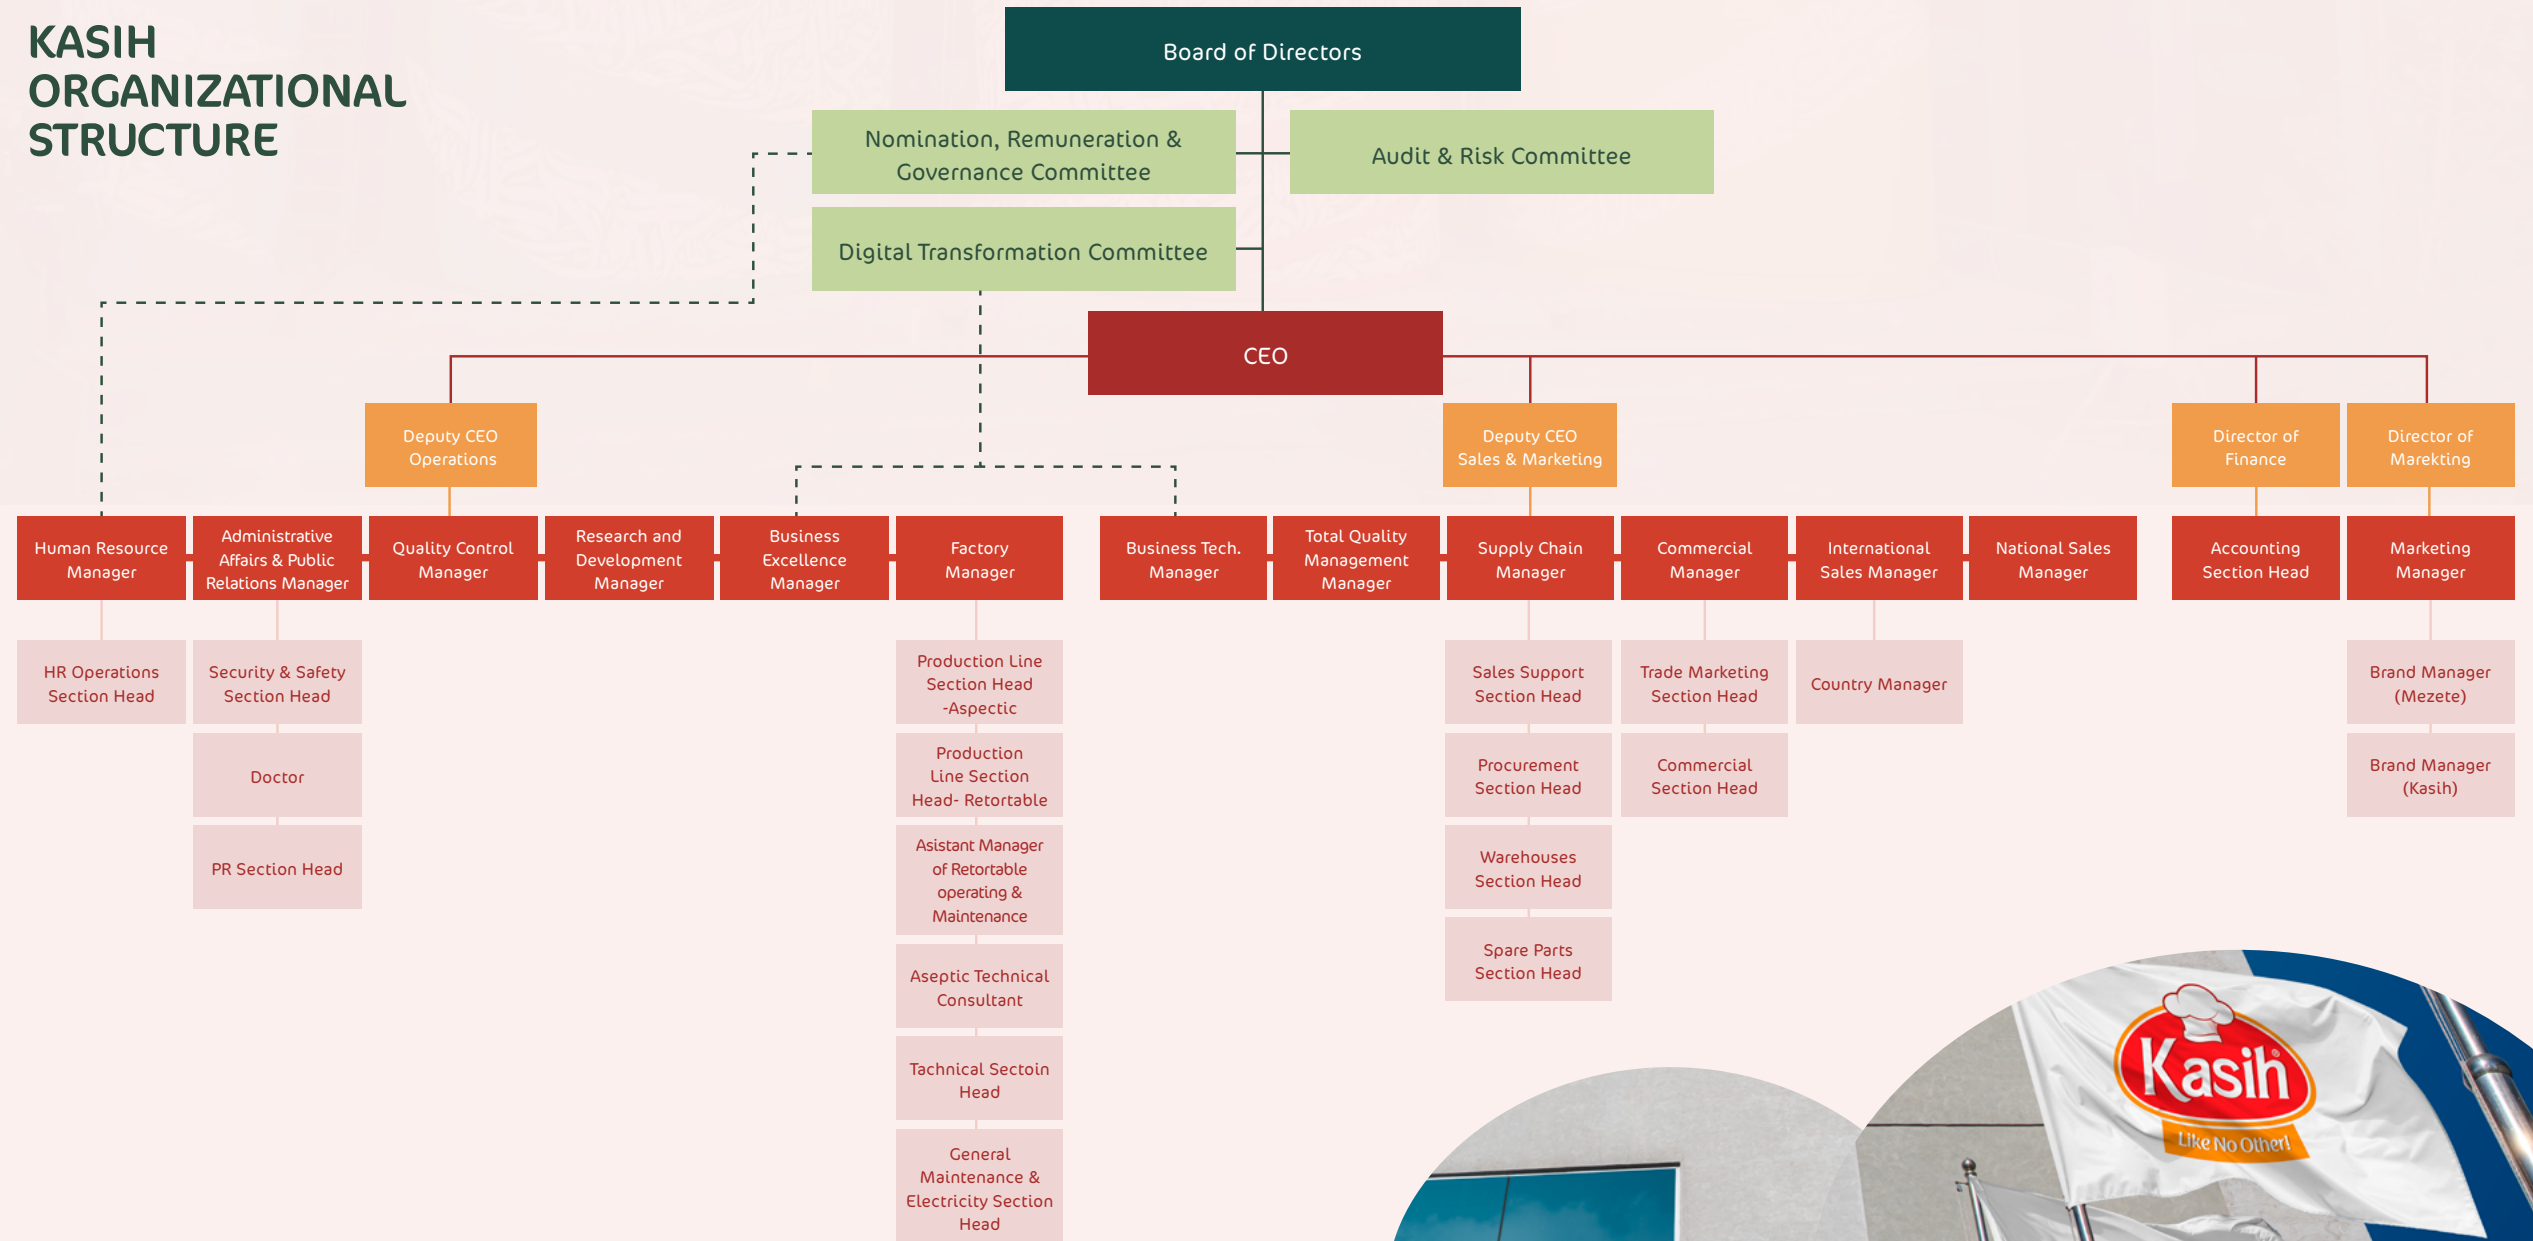 KASIH
ORGANIZATIONAL
STRUCTURE
Board of Directors
Nomination, Remuneration &
Governance Committee
Audit & Risk Committee
Digital Transformation Committee
CEO
Deputy CEO
Operations
Deputy CEO
Sales & Marketing
Director of
Finance
Director of
Marekting
Human Resource
Manager
Administrative
Affairs & Public
Relations Manager
Quality Control
Manager
Research and
Development
Manager
Business
Excellence
Manager
Factory
Manager
Business Tech.
Manager
Total Quality
Management
Manager
Supply Chain
Manager
Commercial
Manager
International
Sales Manager
National Sales
Manager
Accounting
Section Head
Marketing
Manager
HR Operations
Section Head
Security & Safety
Section Head
Doctor
PR Section Head
Production Line
Section Head
-Aspectic
Production
Line Section
Head- Retortable
Asistant Manager
of Retortable
operating &
Maintenance
Aseptic Technical
Consultant
Tachnical Sectoin
Head
General
Maintenance &
Electricity Section
Head
Sales Support
Section Head
Procurement
Section Head
Warehouses
Section Head
Spare Parts
Section Head
Trade Marketing
Section Head
Commercial
Section Head
Country Manager
Brand Manager
(Mezete)
Brand Manager
(Kasih)
Kasih®
Like No Other!